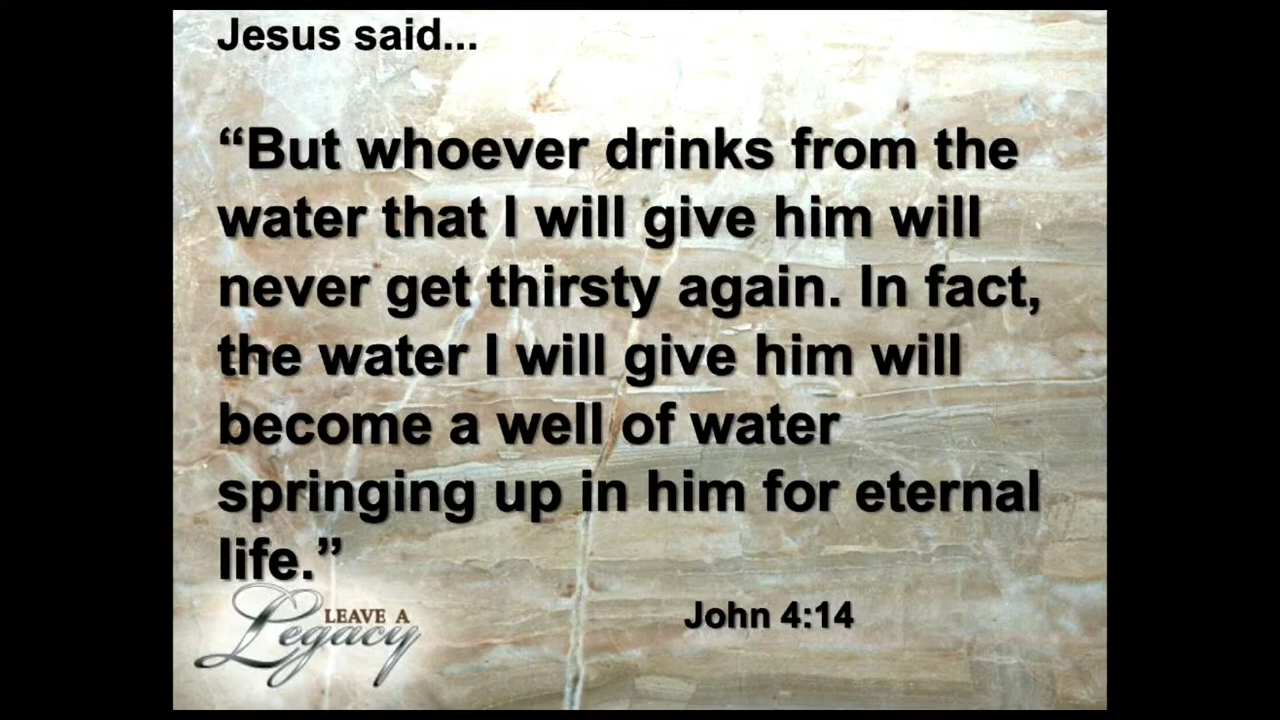 Jesus said...
“But whoever drinks from the
water that I will give him will
never get thirsty again. In fact,
the water I will give him will
become a well of water
springing up in him for eternal
life.”
LEAVE A
Legacy
John 4:14